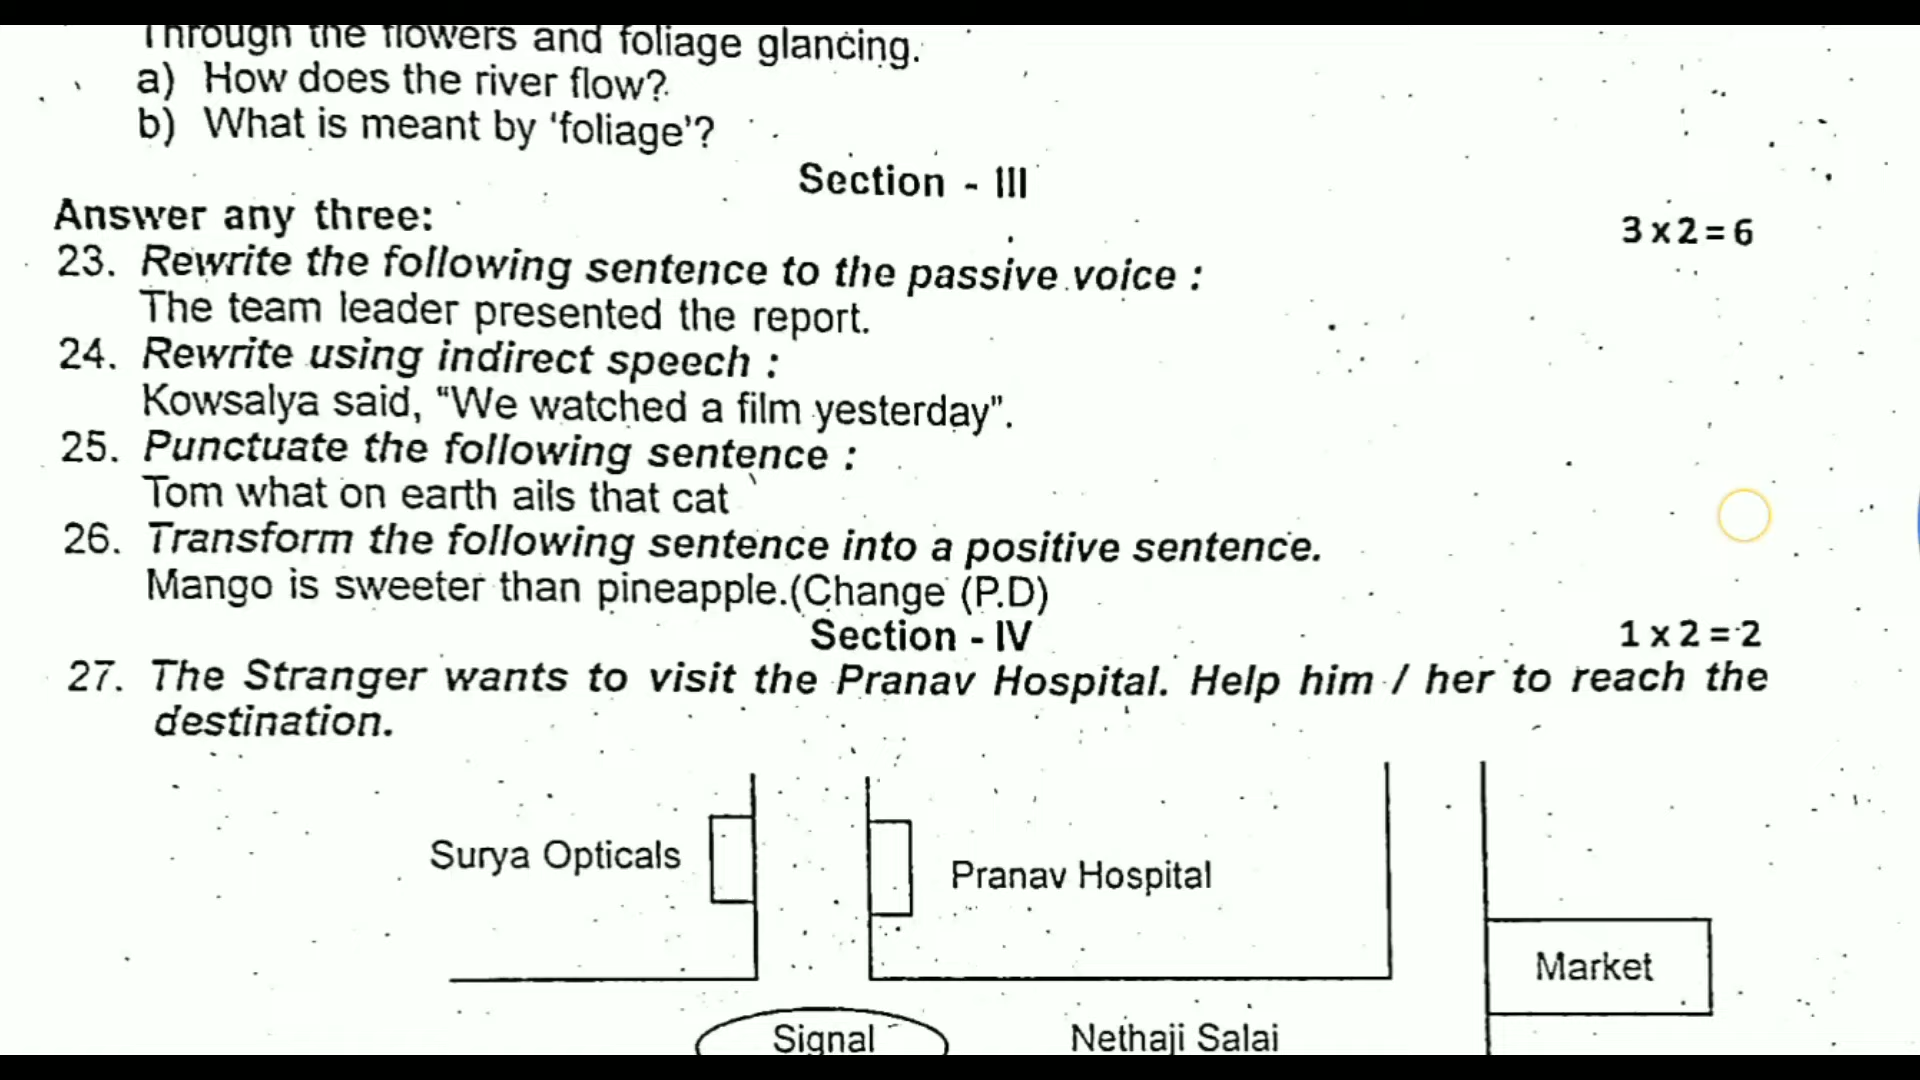 Through the flowers and foliage glancing.
a) How does the river flow?
b) What is meant by ‘foliage’?
Section - III
Answer any three:
3 x 2 = 6
23. Rewrite the following sentence to the passive voice :
The team leader presented the report.
24. Rewrite using indirect speech :
Kowsalya said, “We watched a film yesterday”.
25. Punctuate the following sentence :
Tom what on earth ails that cat
26. Transform the following sentence into a positive sentence.
Mango is sweeter than pineapple.(Change (P.D)
Section - IV
1 x 2 = 2
27. The Stranger wants to visit the Pranav Hospital. Help him / her to reach the
destination.
Surya Opticals
Pranav Hospital
Market
Signal
Nethaji Salai